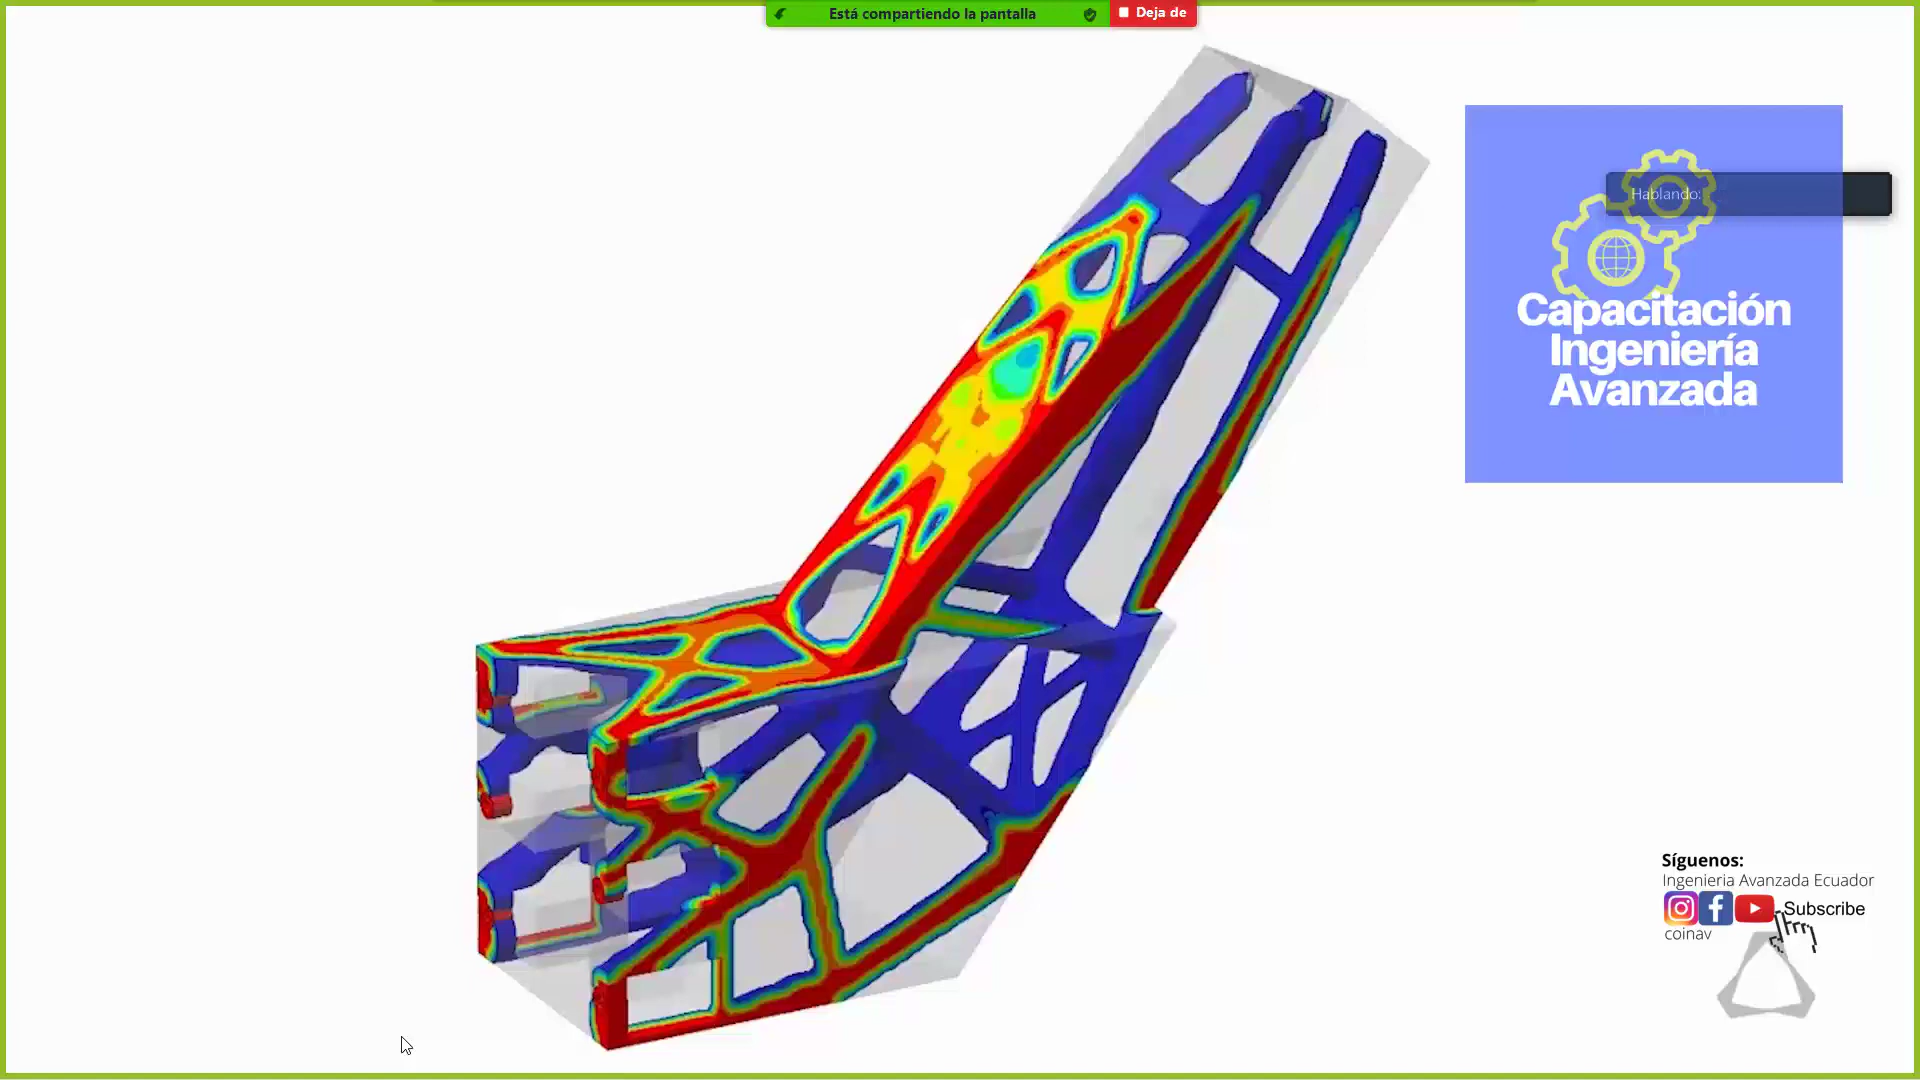 Está compartiendo la pantalla
Deja de
Hablando:
Capacitación
Ingeniería
Avanzada
Síguenos:
Ingenieria Avanzada Ecuador
Subscribe
coinav